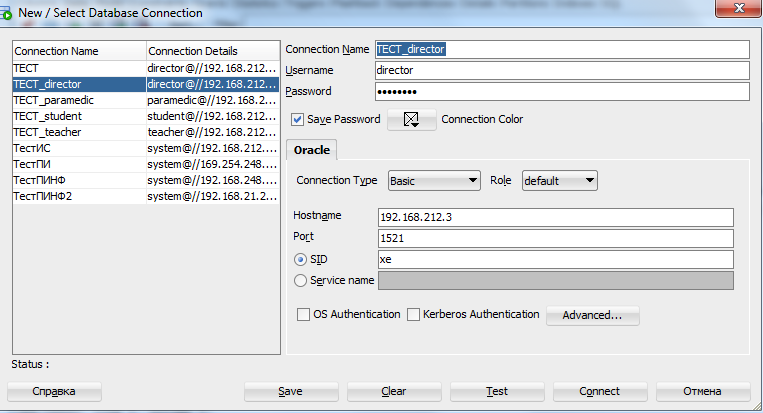 New / Select Database Connection
Connection Name Connection Details
ТЕСТ director@//192.168.212...
ТЕСТ_director director@//192.168.212...
ТЕСТ_paramedic paramedic@//192.168.2...
ТЕСТ_student student@//192.168.212...
ТЕСТ_teacher teacher@//192.168.212...
ТестИС system@//192.168.212....
ТестПИ system@//169.254.248....
ТестПИНФ system@//192.168.248....
ТестПИНФ2 system@//192.168.21.2...
Connection Name ТЕСТ_director
Username director
Password ••••••••
Save Password Connection Color
Oracle
Connection Type Basic Role default
Hostname 192.168.212.3
Port 1521
SID xe
Service name
OS Authentication Kerberos Authentication Advanced...
Status :
Справка Save Clear Test Connect Отмена